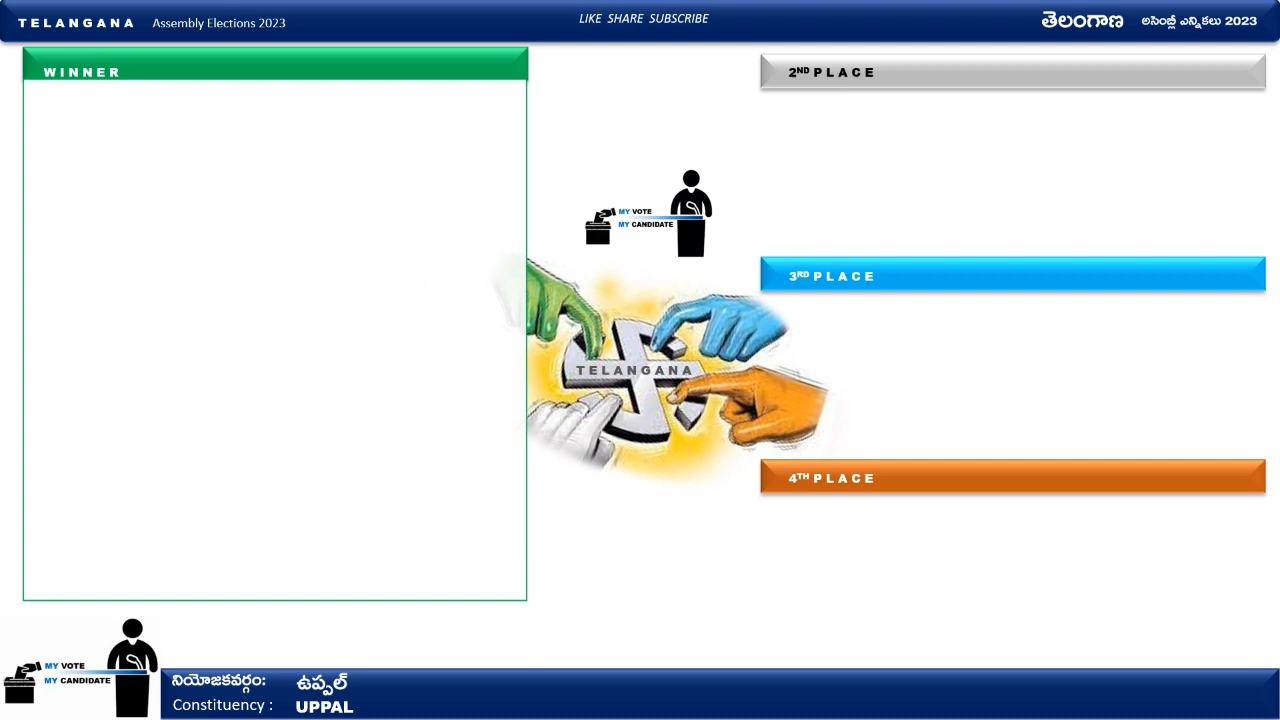 TELANGANA Assembly Elections 2023
LIKE SHARE SUBSCRIBE
తెలంగాణ అసెంబ్లీ ఎన్నికలు 2023
WINNER
2ND PLACE
MY VOTE
MY CANDIDATE
3RD PLACE
TELANGANA
4TH PLACE
MY VOTE
MY CANDIDATE
నియోజకవర్గం: ఉప్పల్
Constituency : UPPAL